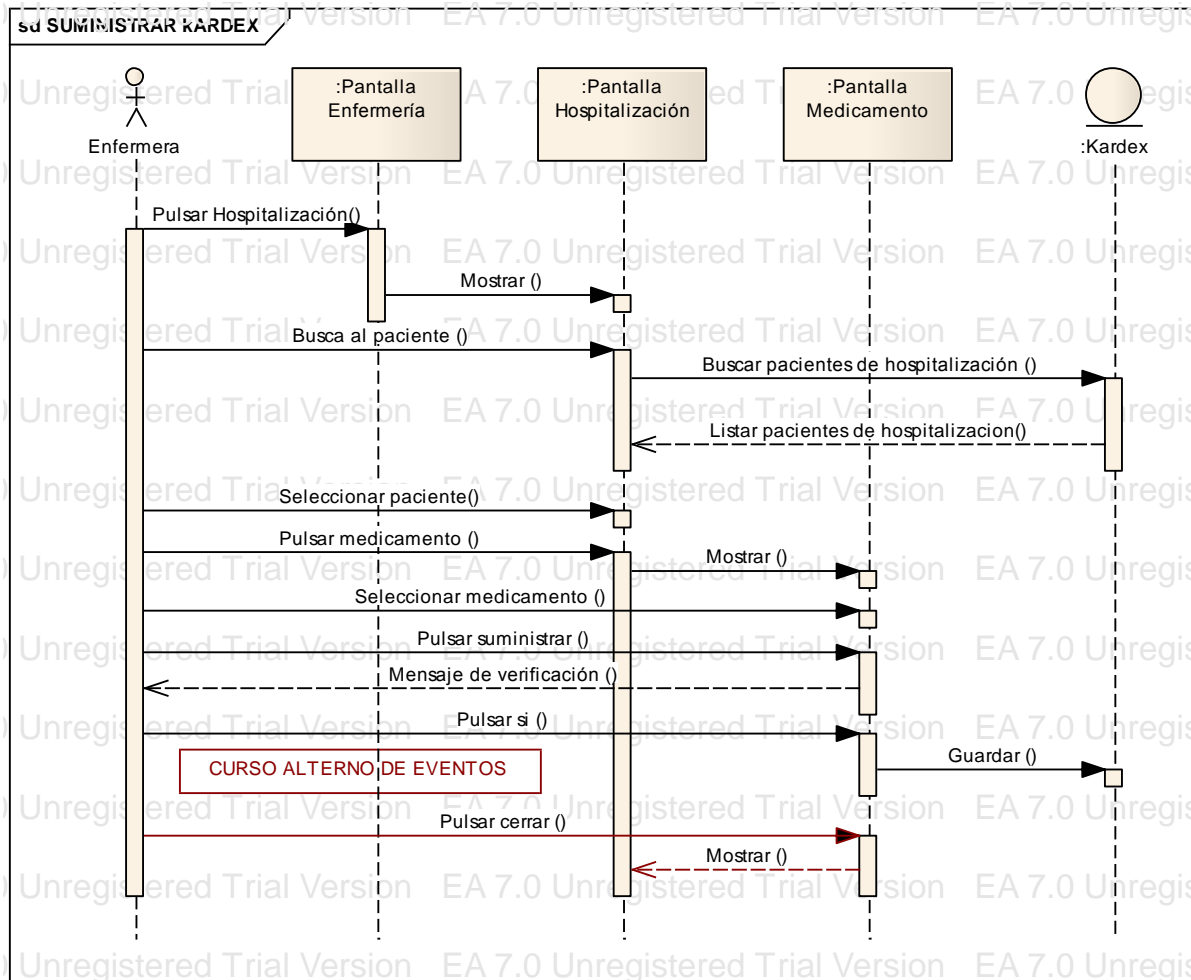 sd SUMINISTRAR KARDEX
:Pantalla
Enfermería
:Pantalla
Hospitalización
:Pantalla
Medicamento
Enfermera
:Kardex
Pulsar Hospitalización()
Mostrar ()
Busca al paciente ()
Buscar pacientes de hospitalización ()
Listar pacientes de hospitalizacion()
Seleccionar paciente()
Pulsar medicamento ()
Mostrar ()
Seleccionar medicamento ()
Pulsar suministrar ()
Mensaje de verificación ()
Pulsar si ()
Guardar ()
CURSO ALTERNO DE EVENTOS
Pulsar cerrar ()
Mostrar ()
EA 7.0 Unregistered Trial Version